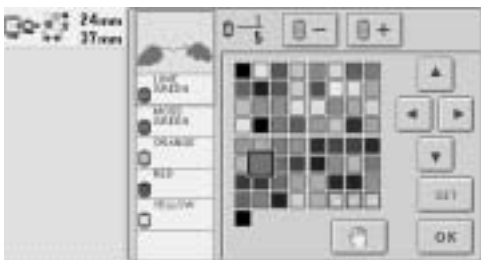 24mm
37mm
1
5
−
+
LIME
GREEN
MOSS
GREEN
ORANGE
RED
YELLOW
SET
OK